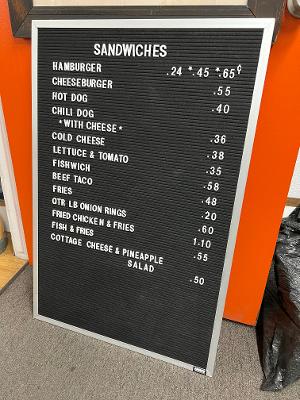 SANDWICHES
HAMBURGER .24 *.45 *.65¢
CHEESEBURGER .55
HOT DOG .40
CHILI DOG
*WITH CHEESE* .36
COLD CHEESE .38
LETTUCE & TOMATO .35
FISHWICH .58
BEEF TACO .48
FRIES .20
QTR LB ONION RINGS .60
FRIED CHICKEN & FRIES 1.10
FISH & FRIES .55
COTTAGE CHEESE & PINEAPPLE
SALAD .50